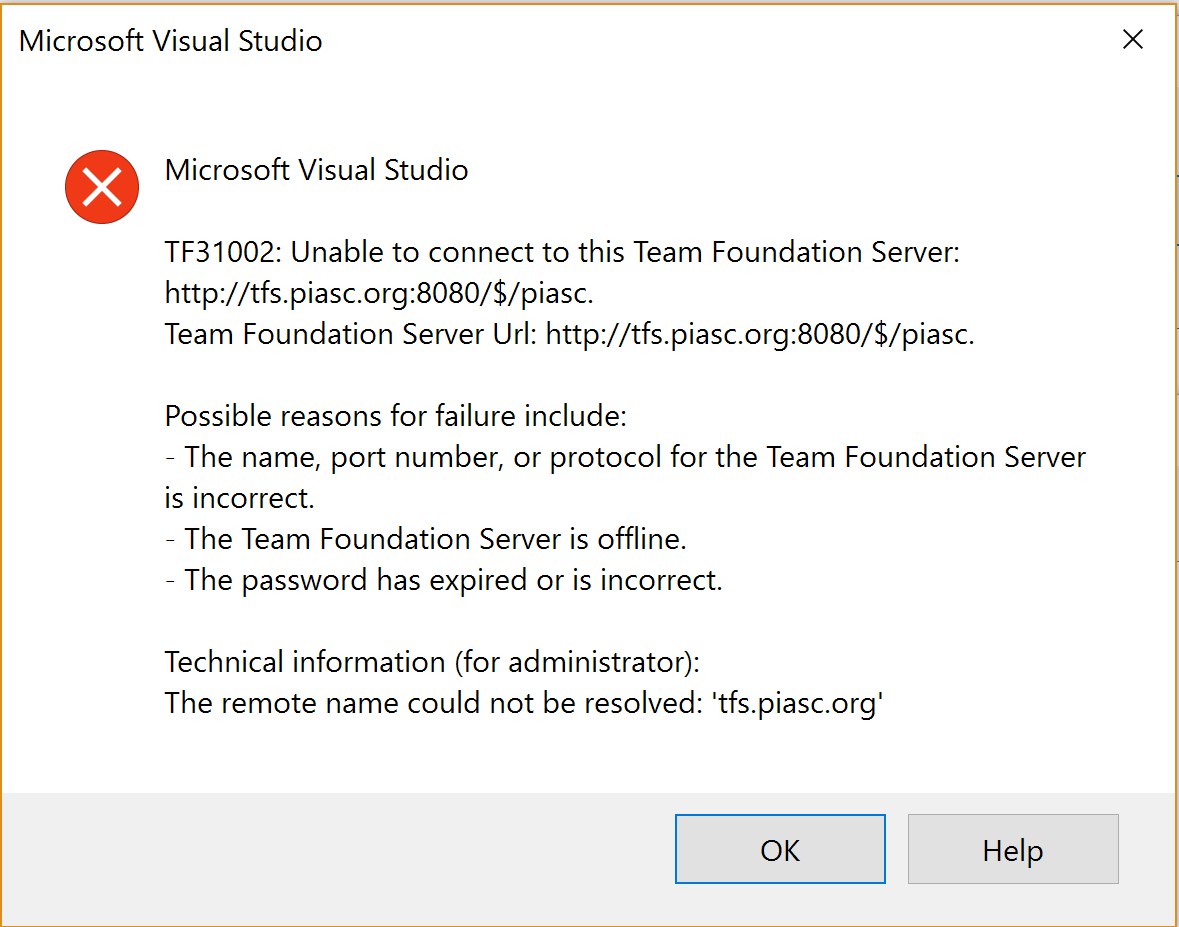 Microsoft Visual Studio
Microsoft Visual Studio
TF31002: Unable to connect to this Team Foundation Server:
http://tfs.piasc.org:8080/$/piasc.
Team Foundation Server Url: http://tfs.piasc.org:8080/$/piasc.
Possible reasons for failure include:
- The name, port number, or protocol for the Team Foundation Server
is incorrect.
- The Team Foundation Server is offline.
- The password has expired or is incorrect.
Technical information (for administrator):
The remote name could not be resolved: 'tfs.piasc.org'
OK
Help